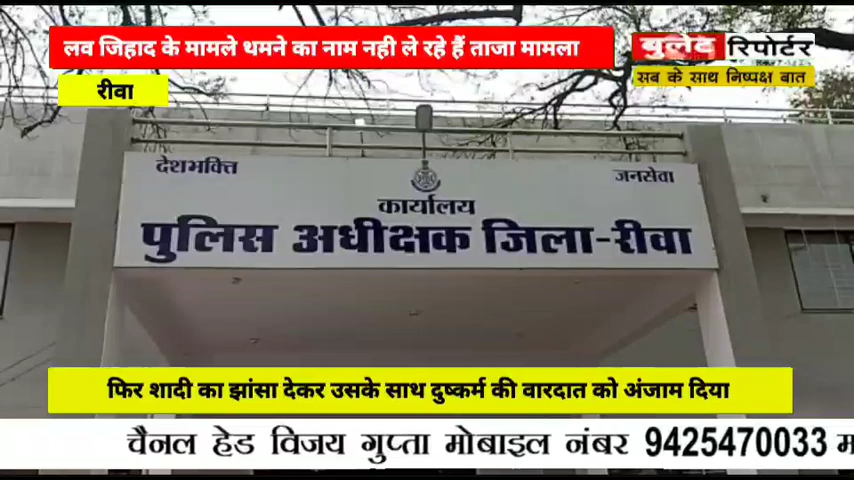 लव जिहाद के मामले थमने का नाम नही ले रहे हैं ताजा मामला
बुलेट रिपोर्टर
सब के साथ निष्पक्ष बात
रीवा
देशभक्ति
जनसेवा
कार्यालय
पुलिस अधीक्षक जिला-रीवा
फिर शादी का झांसा देकर उसके साथ दुष्कर्म की वारदात को अंजाम दिया
चैनल हेड विजय गुप्ता मोबाइल नंबर 9425470033